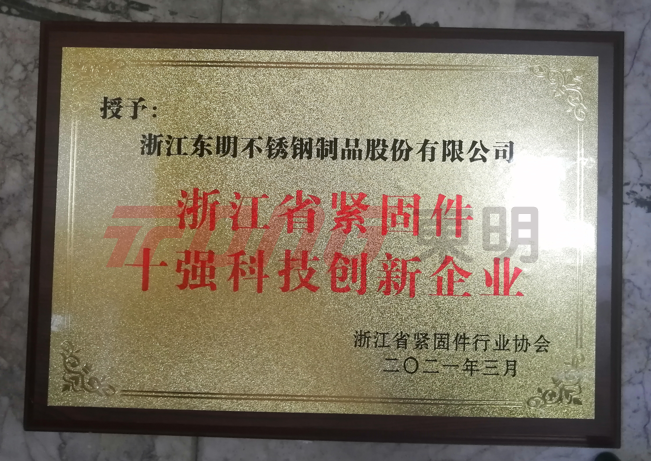 授予：
浙江东明不锈钢制品股份有限公司
浙江省紧固件
東明
十强科技创新企业
浙江省紧固件行业协会
二〇二一年三月